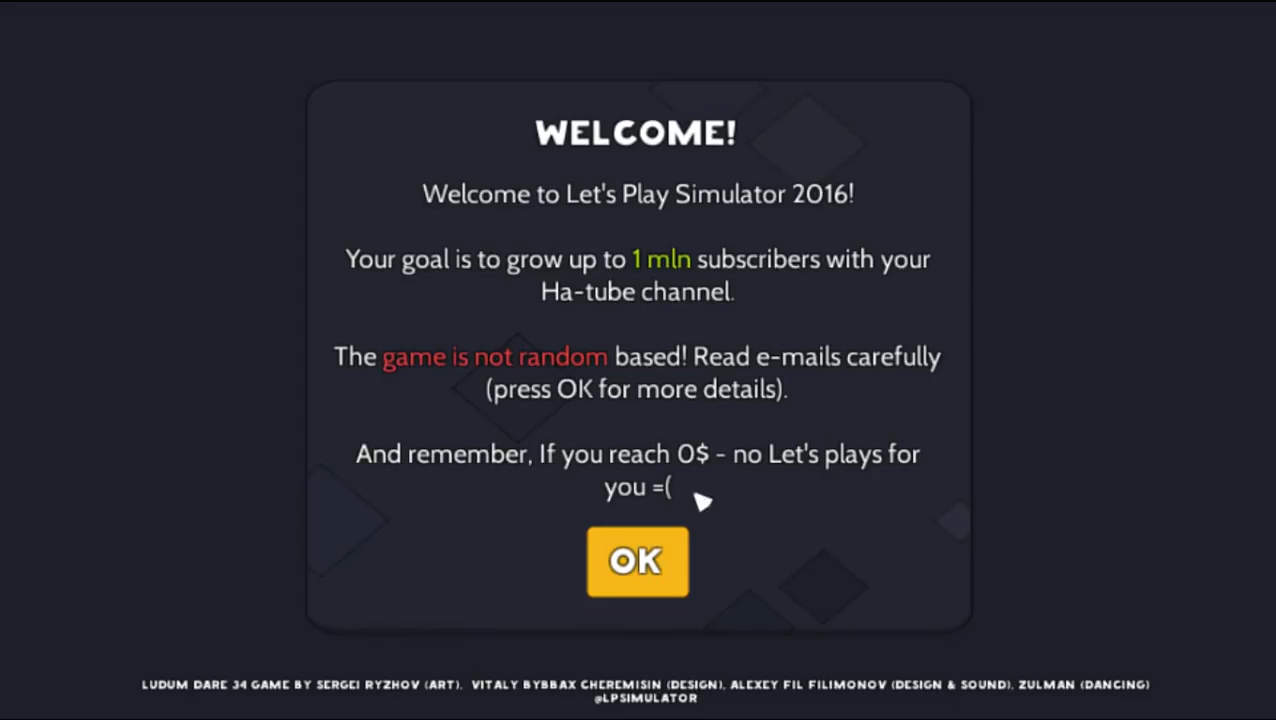 WELCOME!
Welcome to Let's Play Simulator 2016!
Your goal is to grow up to 1 mln subscribers with your
Ha-tube channel.
The game is not random based! Read e-mails carefully
(press OK for more details).
And remember, If you reach 0$ - no Let's plays for
you =(
OK
LUDUM DARE 34 GAME BY SERGEI RYZHOV (ART), VITALY BYBBAX CHEREMISIN (DESIGN), ALEXEY FIL FILIMONOV (DESIGN & SOUND), ZULMAN (DANCING)
@LPSIMULATOR